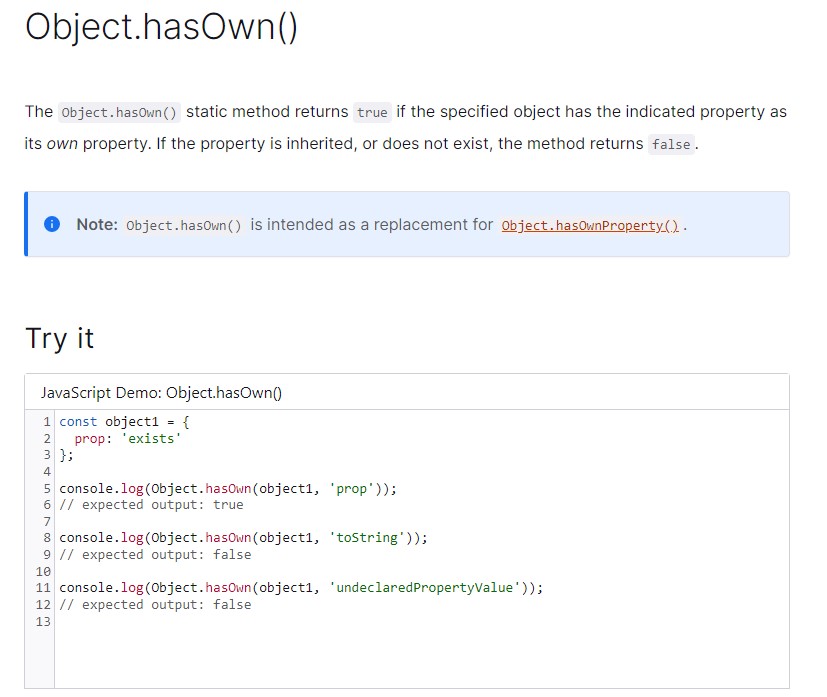 Object.hasOwn()
The Object.hasOwn() static method returns true if the specified object has the indicated property as
its own property. If the property is inherited, or does not exist, the method returns false.
Note: Object.hasOwn() is intended as a replacement for Object.hasOwnProperty().
Try it
JavaScript Demo: Object.hasOwn()
1 const object1 = {
2   prop: 'exists'
3 };
4
5 console.log(Object.hasOwn(object1, 'prop'));
6 // expected output: true
7
8 console.log(Object.hasOwn(object1, 'toString'));
9 // expected output: false
10
11 console.log(Object.hasOwn(object1, 'undeclaredPropertyValue'));
12 // expected output: false
13